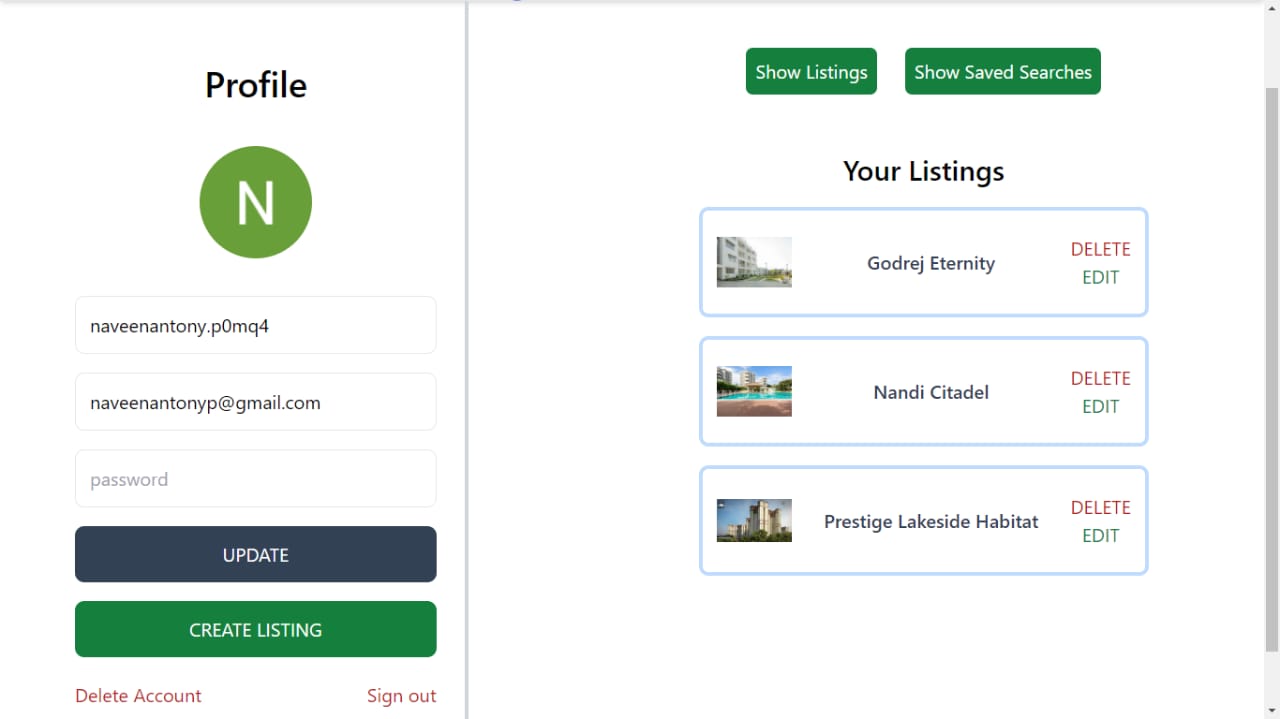 Profile
N
naveenantony.p0mq4
naveenantonyp@gmail.com
password
UPDATE
CREATE LISTING
Delete Account
Sign out
Show Listings
Show Saved Searches
Your Listings
Godrej Eternity
DELETE
EDIT
Nandi Citadel
DELETE
EDIT
Prestige Lakeside Habitat
DELETE
EDIT